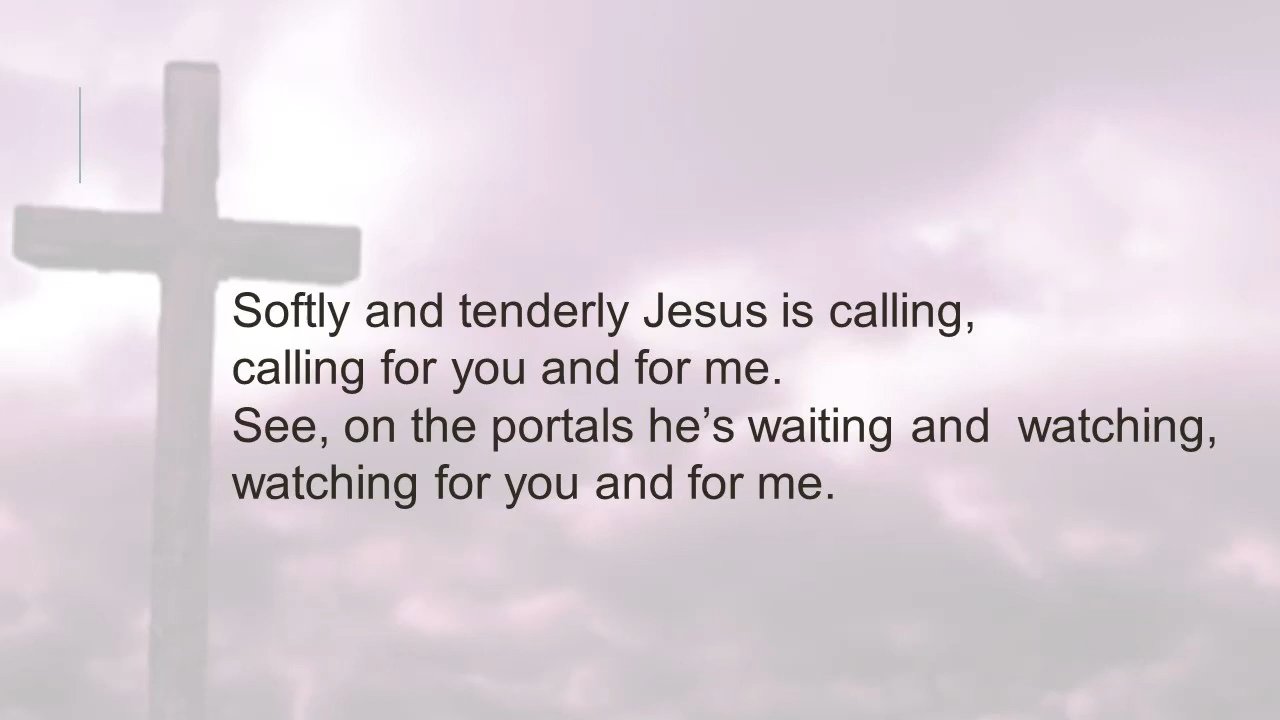 Softly and tenderly Jesus is calling,
calling for you and for me.
See, on the portals he’s waiting and  watching,
watching for you and for me.